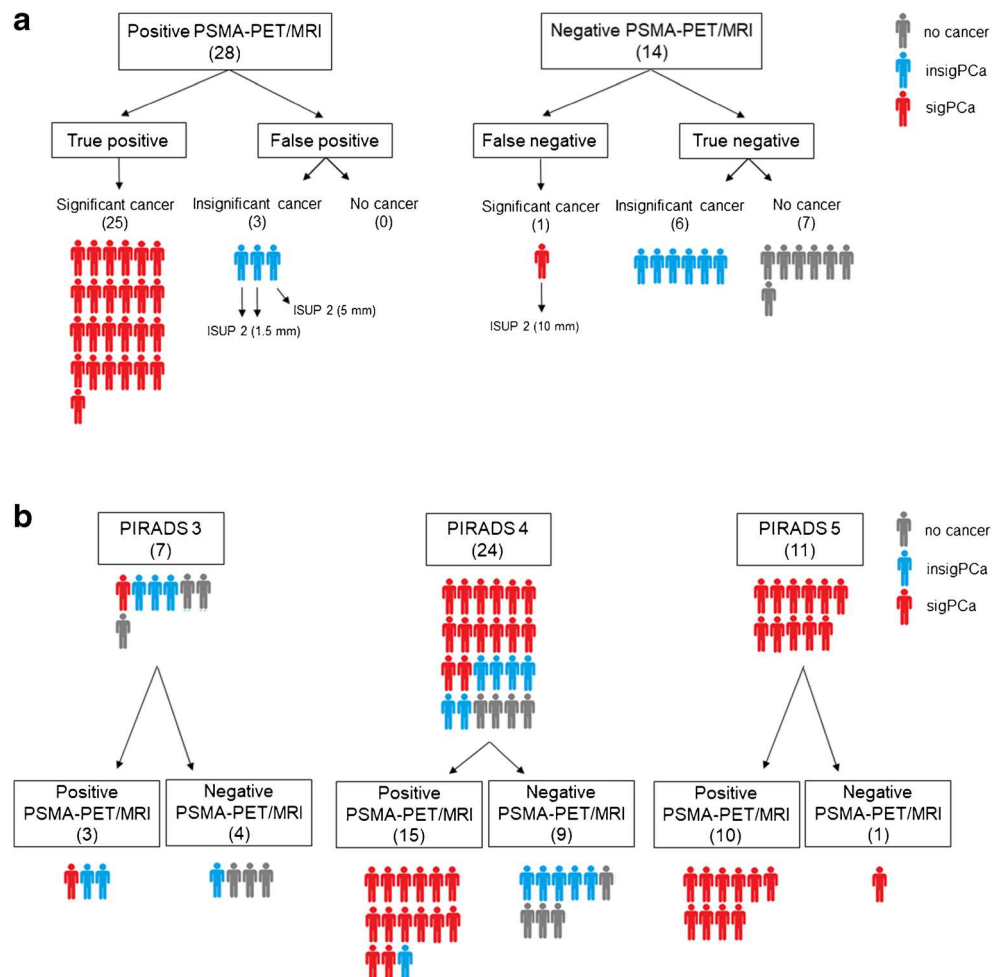 a
Positive PSMA-PET/MRI
(28)
Negative PSMA-PET/MRI
(14)
no cancer
insigPCa
sigPCa
True positive
False positive
False negative
True negative
Significant cancer
(25)
Insignificant cancer
(3)
No cancer
(0)
Significant cancer
(1)
Insignificant cancer
(6)
No cancer
(7)
ISUP 2 (5 mm)
ISUP 2 (1.5 mm)
ISUP 2 (10 mm)
b
PIRADS 3
(7)
PIRADS 4
(24)
PIRADS 5
(11)
no cancer
insigPCa
sigPCa
Positive
PSMA-PET/MRI
(3)
Negative
PSMA-PET/MRI
(4)
Positive
PSMA-PET/MRI
(15)
Negative
PSMA-PET/MRI
(9)
Positive
PSMA-PET/MRI
(10)
Negative
PSMA-PET/MRI
(1)